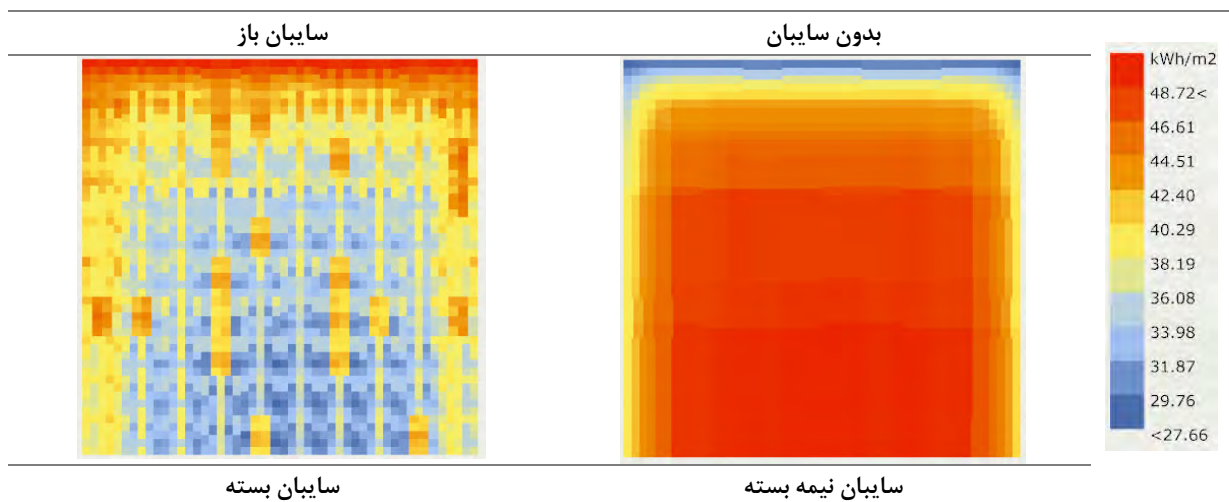 بدون سایبان
سایبان باز
kWh/m2
48.72<
46.61
44.51
42.40
40.29
38.19
36.08
33.98
31.87
29.76
<27.66
سایبان نیمه بسته
سایبان بسته